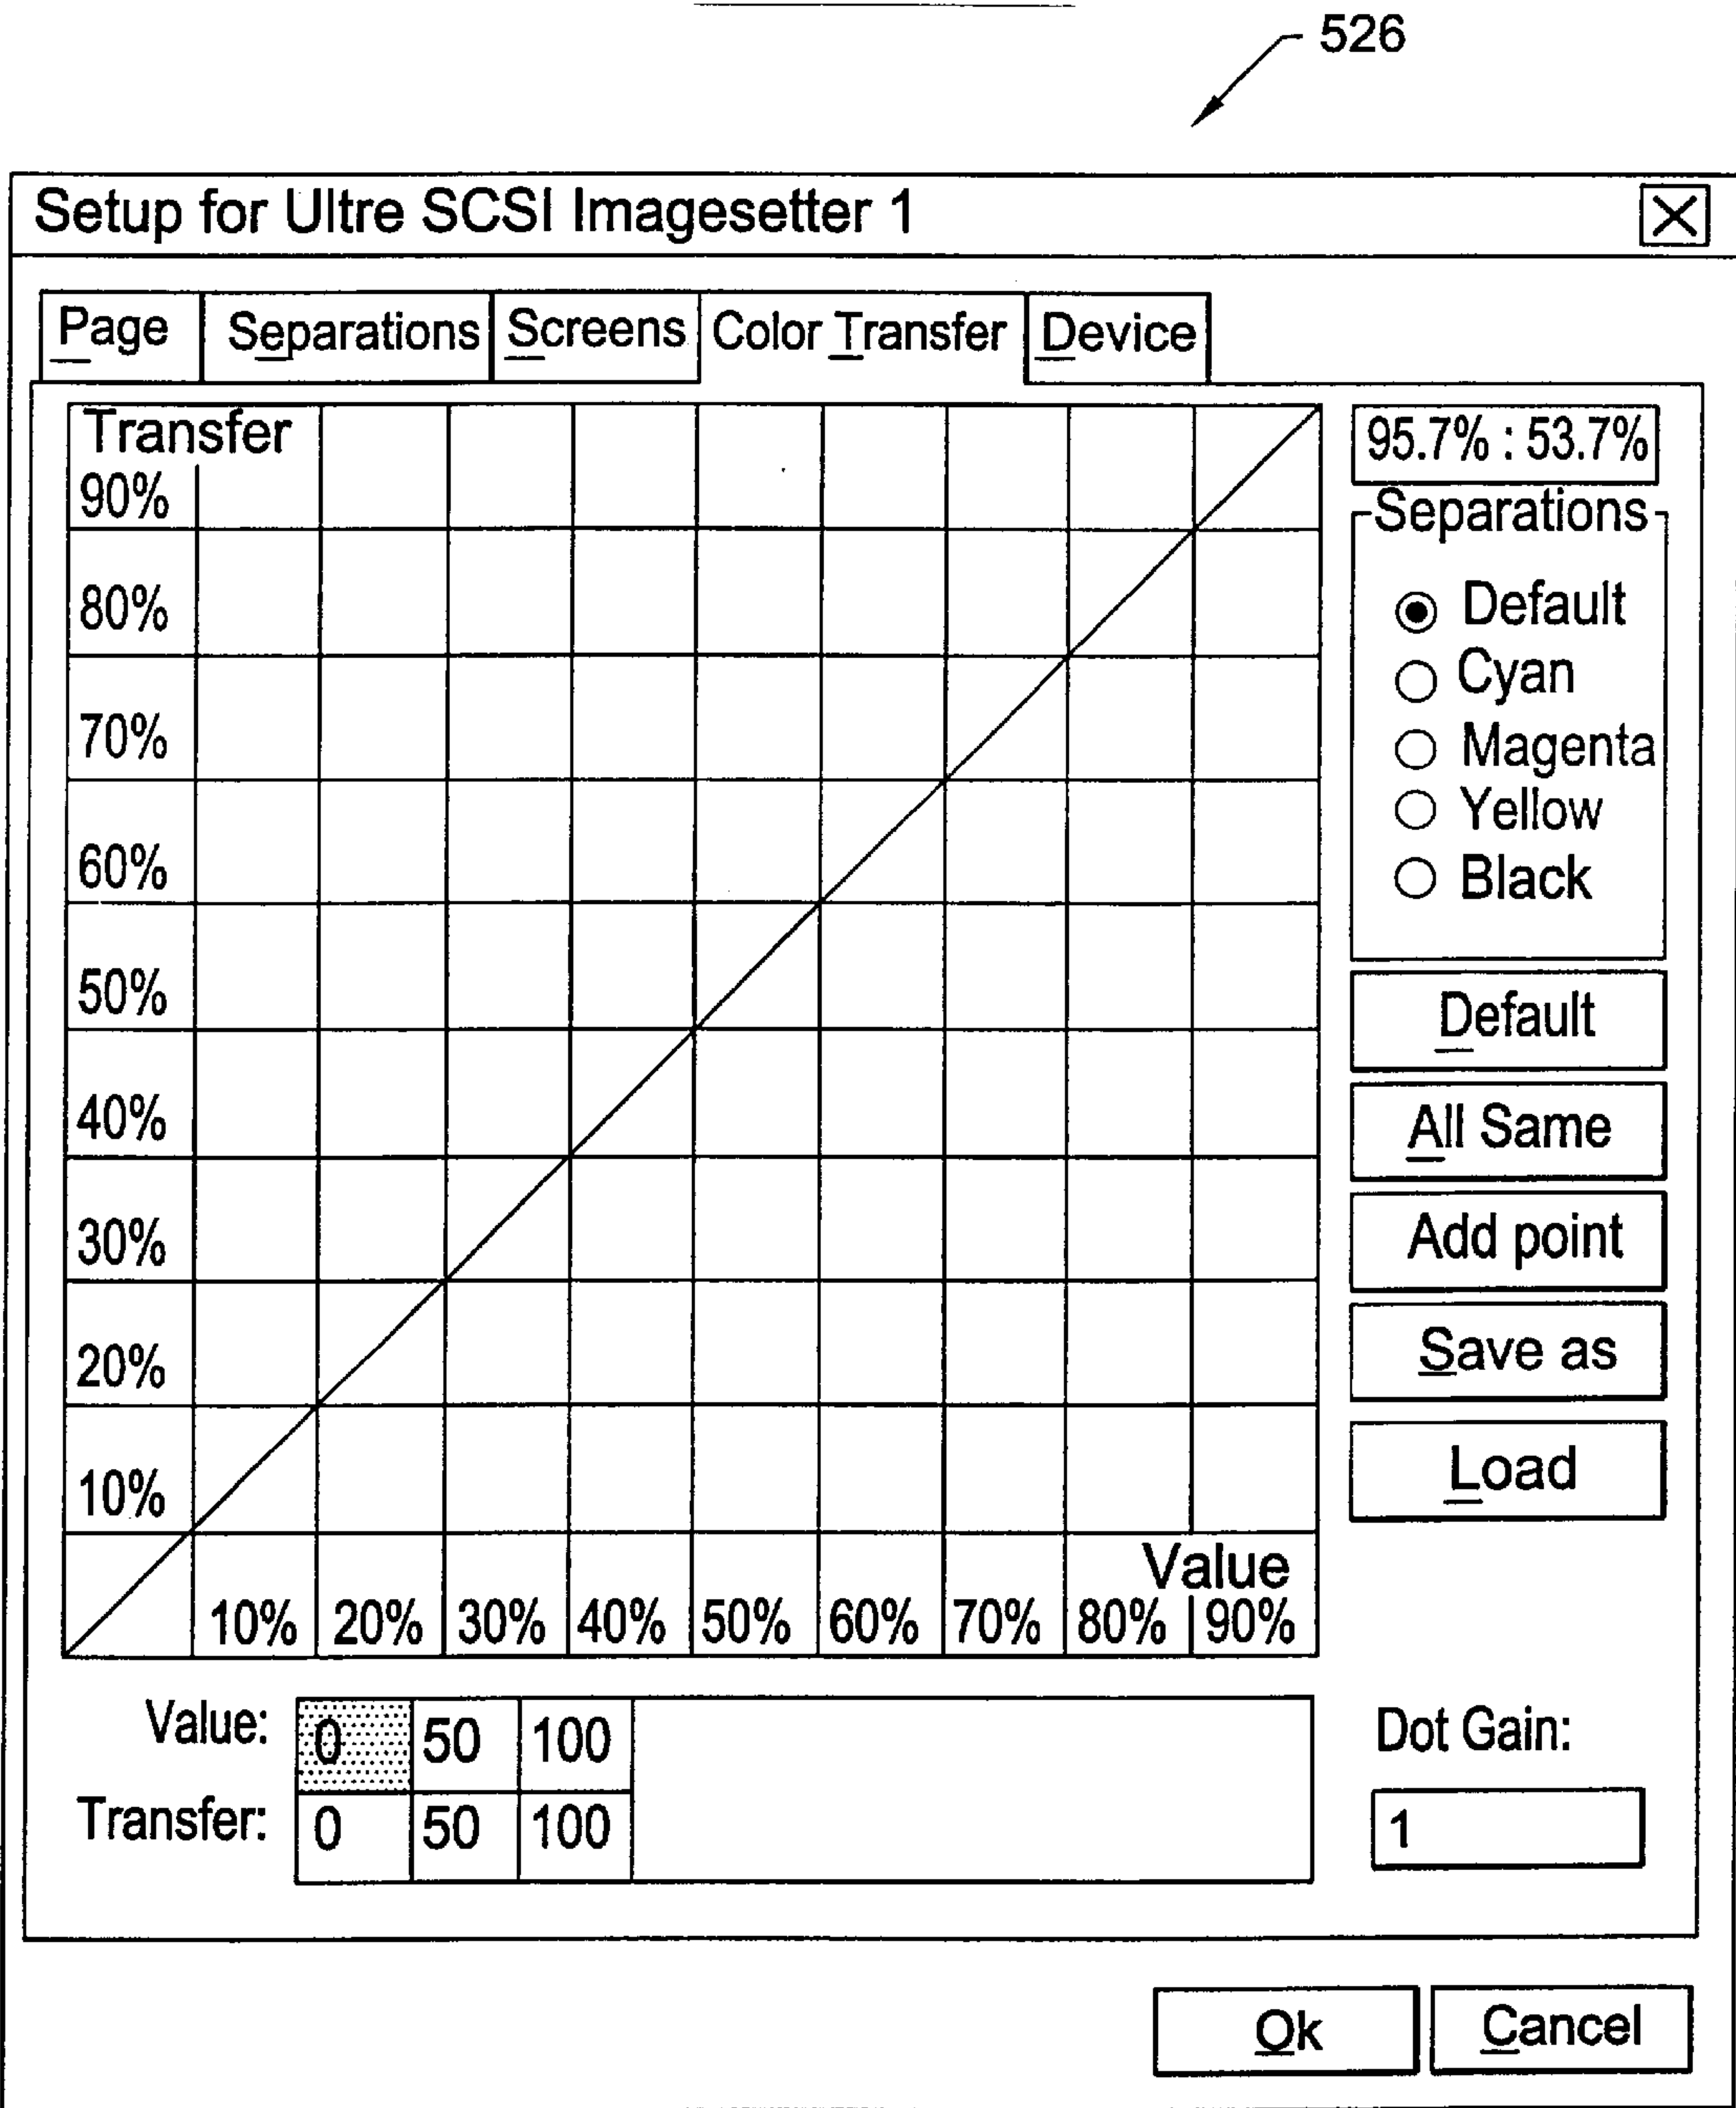 526
Setup for Ultre SCSI Imagesetter 1
Page Separations Screens Color Transfer Device
Transfer
90%
80%
70%
60%
50%
40%
30%
20%
10%
Value
10% 20% 30% 40% 50% 60% 70% 80% 90%
95.7% : 53.7%
Separations
Default
Cyan
Magenta
Yellow
Black
Default
All Same
Add point
Save as
Load
Value: 0 50 100
Transfer: 0 50 100
Dot Gain:
1
Ok Cancel